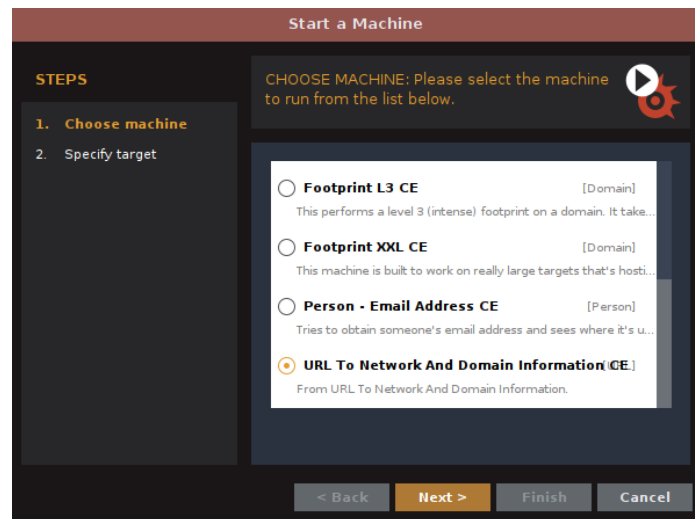 Start a Machine
STEPS
1. Choose machine
2. Specify target
CHOOSE MACHINE: Please select the machine
to run from the list below.
Footprint L3 CE [Domain]
This performs a level 3 (intense) footprint on a domain. It take...
Footprint XXL CE [Domain]
This machine is built to work on really large targets that's hosti...
Person - Email Address CE [Person]
Tries to obtain someone's email address and sees where it's u...
URL To Network And Domain Information CE [URL]
From URL To Network And Domain Information.
< Back Next > Finish Cancel